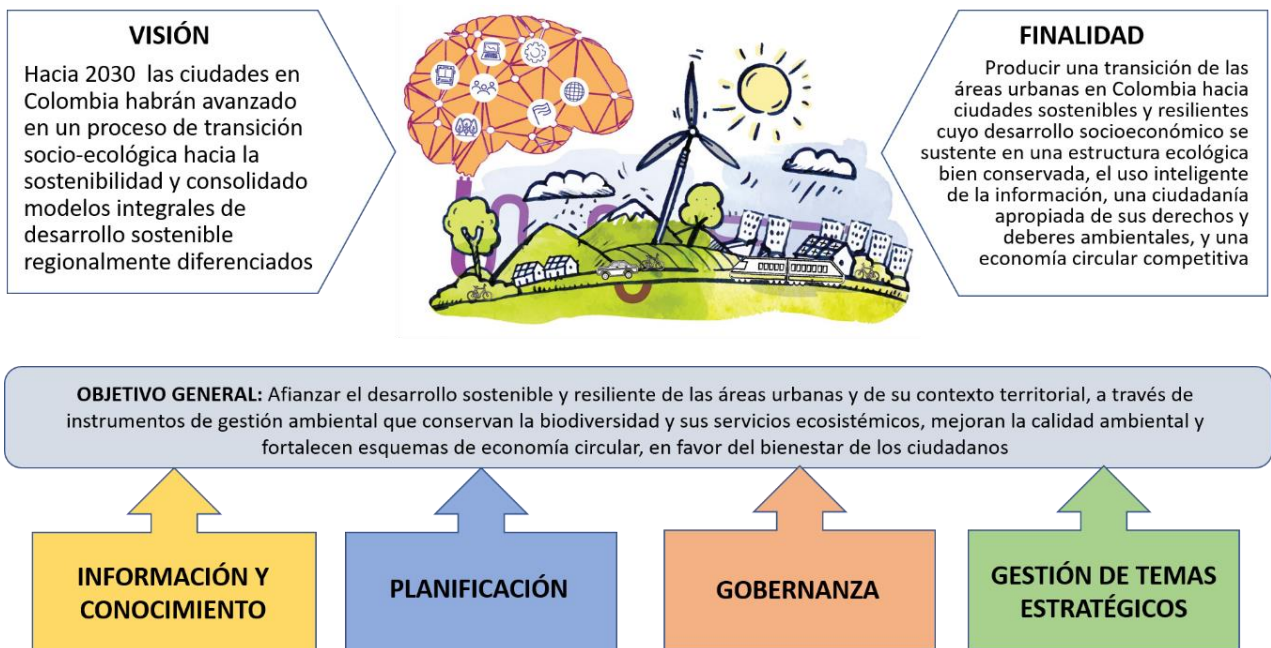 VISIÓN
Hacia 2030 las ciudades en
Colombia habrán avanzado
en un proceso de transición
socio-ecológica hacia la
sostenibilidad y consolidado
modelos integrales de
desarrollo sostenible
regionalmente diferenciados
FINALIDAD
Producir una transición de las
áreas urbanas en Colombia hacia
ciudades sostenibles y resilientes
cuyo desarrollo socioeconómico se
sustente en una estructura ecológica
bien conservada, el uso inteligente
de la información, una ciudadanía
apropiada de sus derechos y
deberes ambientales, y una
economía circular competitiva
OBJETIVO GENERAL: Afianzar el desarrollo sostenible y resiliente de las áreas urbanas y de su contexto territorial, a través de
instrumentos de gestión ambiental que conservan la biodiversidad y sus servicios ecosistémicos, mejoran la calidad ambiental y
fortalecen esquemas de economía circular, en favor del bienestar de los ciudadanos
INFORMACIÓN Y
CONOCIMIENTO
PLANIFICACIÓN
GOBERNANZA
GESTIÓN DE TEMAS
ESTRATÉGICOS